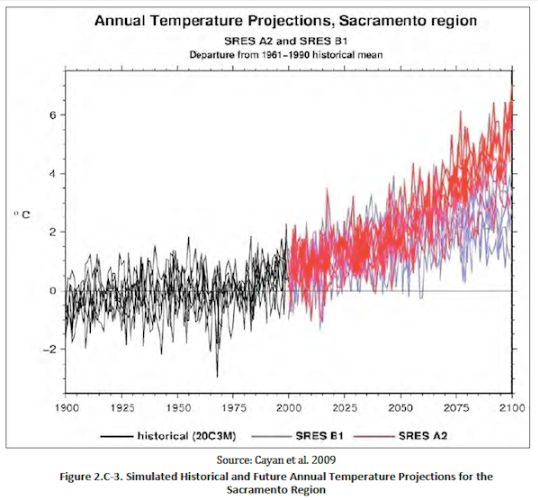 Annual Temperature Projections, Sacramento region
SRES A2 and SRES B1
Departure from 1961-1990 historical mean
6
4
° C
2
0
-2
1900 1925 1950 1975 2000 2025 2050 2075 2100
historical (20C3M) SRES B1 SRES A2
Source: Cayan et al. 2009
Figure 2.C-3. Simulated Historical and Future Annual Temperature Projections for the
Sacramento Region